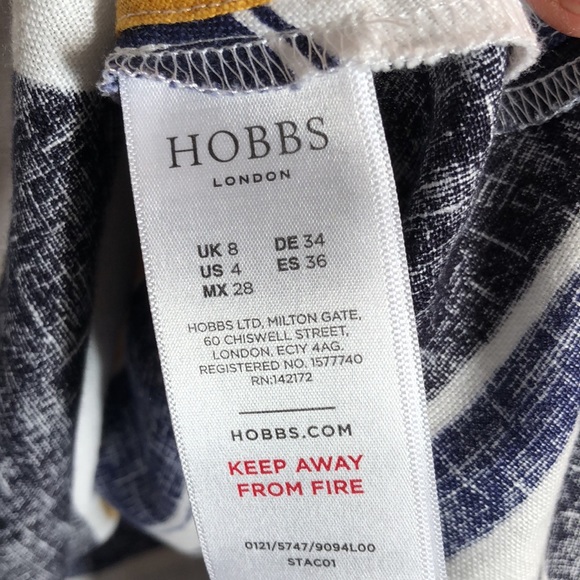 HOBBS
LONDON
UK 8 DE 34
US 4 ES 36
MX 28
HOBBS LTD, MILTON GATE,
60 CHISWELL STREET,
LONDON, EC1Y 4AG.
REGISTERED NO. 1577740
RN:142172
HOBBS.COM
KEEP AWAY
FROM FIRE
0121/5747/9094L00
STAC01